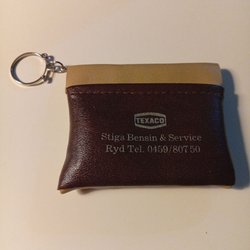 TEXACO
Stiga Bensin & Service
Ryd Tel. 0459/807 50